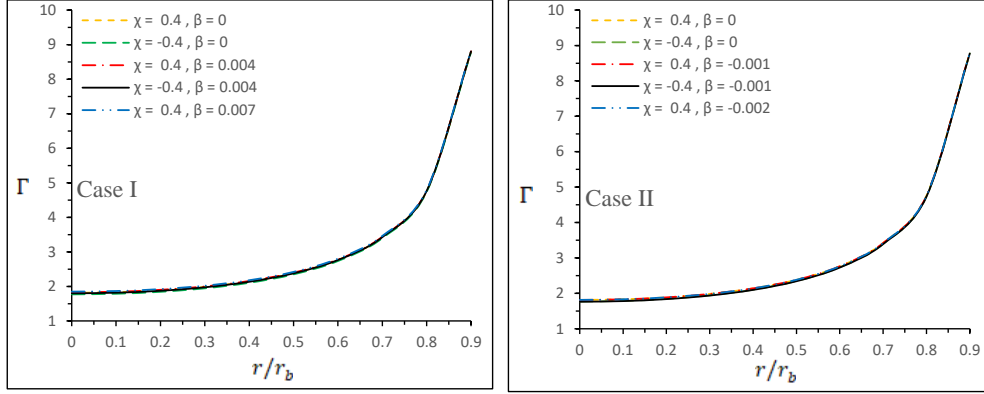 χ = 0.4 , β = 0
χ = -0.4 , β = 0
χ = 0.4 , β = 0.004
χ = -0.4 , β = 0.004
χ = 0.4 , β = 0.007
10
9
8
7
6
5
4
3
2
1
Γ
Case I
0 0.1 0.2 0.3 0.4 0.5 0.6 0.7 0.8 0.9
r/r_b
χ = 0.4 , β = 0
χ = -0.4 , β = 0
χ = 0.4 , β = -0.001
χ = -0.4 , β = -0.001
χ = 0.4 , β = -0.002
10
9
8
7
6
5
4
3
2
1
Γ
Case II
0 0.1 0.2 0.3 0.4 0.5 0.6 0.7 0.8 0.9
r/r_b